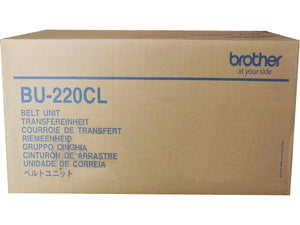 brother
at your side
BU-220CL
BELT UNIT
TRANSFEREINHEIT
COURROIE DE TRANSFERT
RIEMEENHEID
GRUPPO CINGHIA
CINTURÓN DE ARRASTRE
UNIDADE DE CORREIA
ベルトユニット